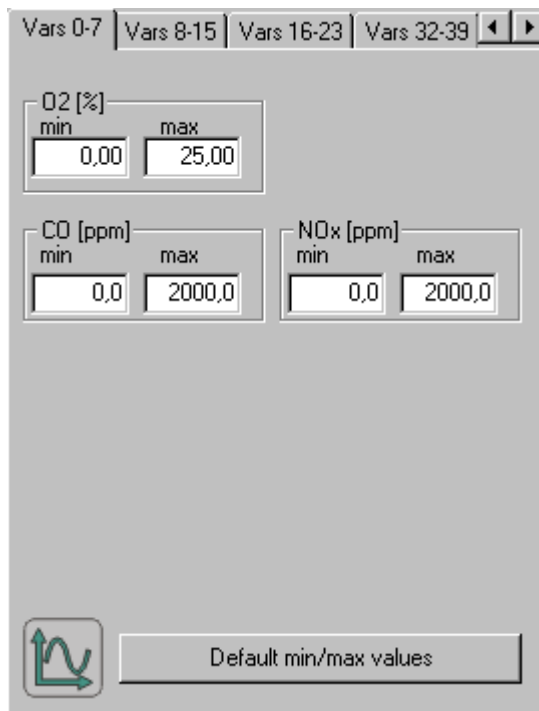 Vars 0-7 Vars 8-15 Vars 16-23 Vars 32-39
O2 [%]
min max
0,00 25,00
CO [ppm] NOx [ppm]
min max min max
0,0 2000,0 0,0 2000,0
Default min/max values